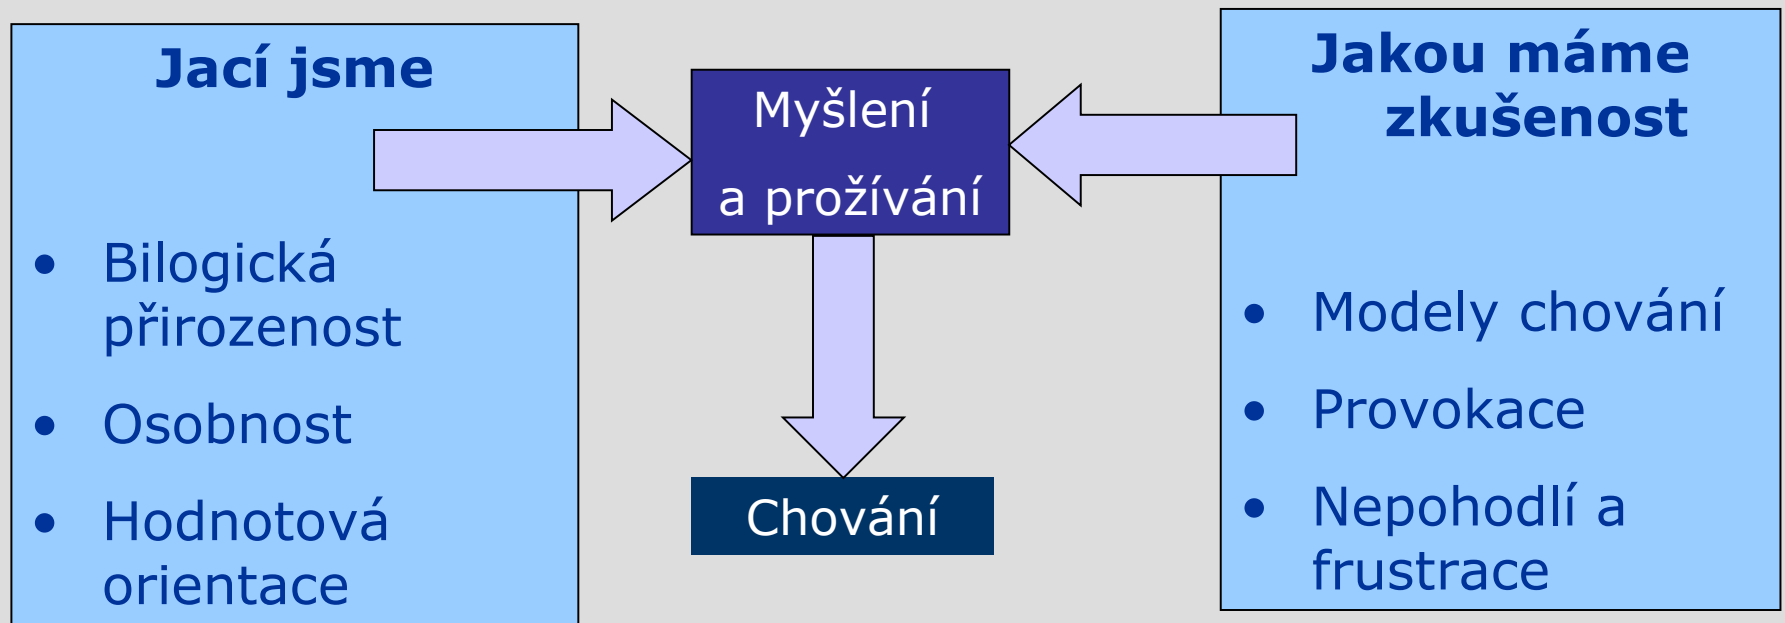 Jací jsme
• Bilogická
přirozenost
• Osobnost
• Hodnotová
orientace
Myšlení
a prožívání
Chování
Jakou máme
zkušenost
• Modely chování
• Provokace
• Nepohodlí a
frustrace